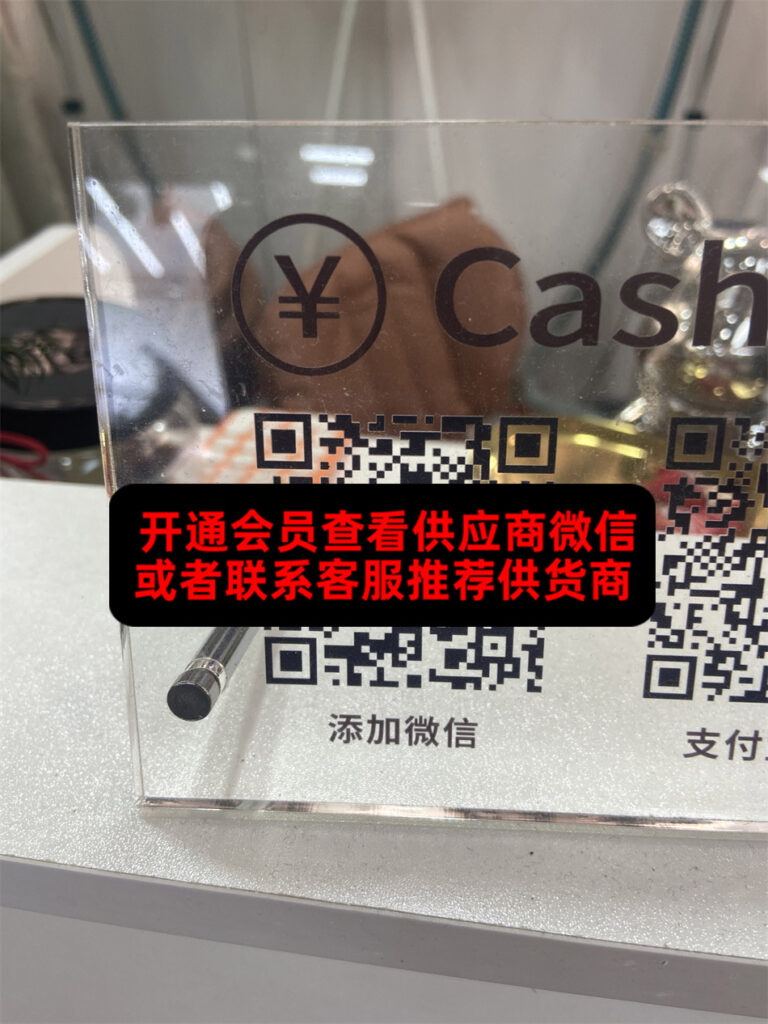 ¥ Cash
开通会员查看供应商微信
或者联系客服推荐供货商
添加微信
支付